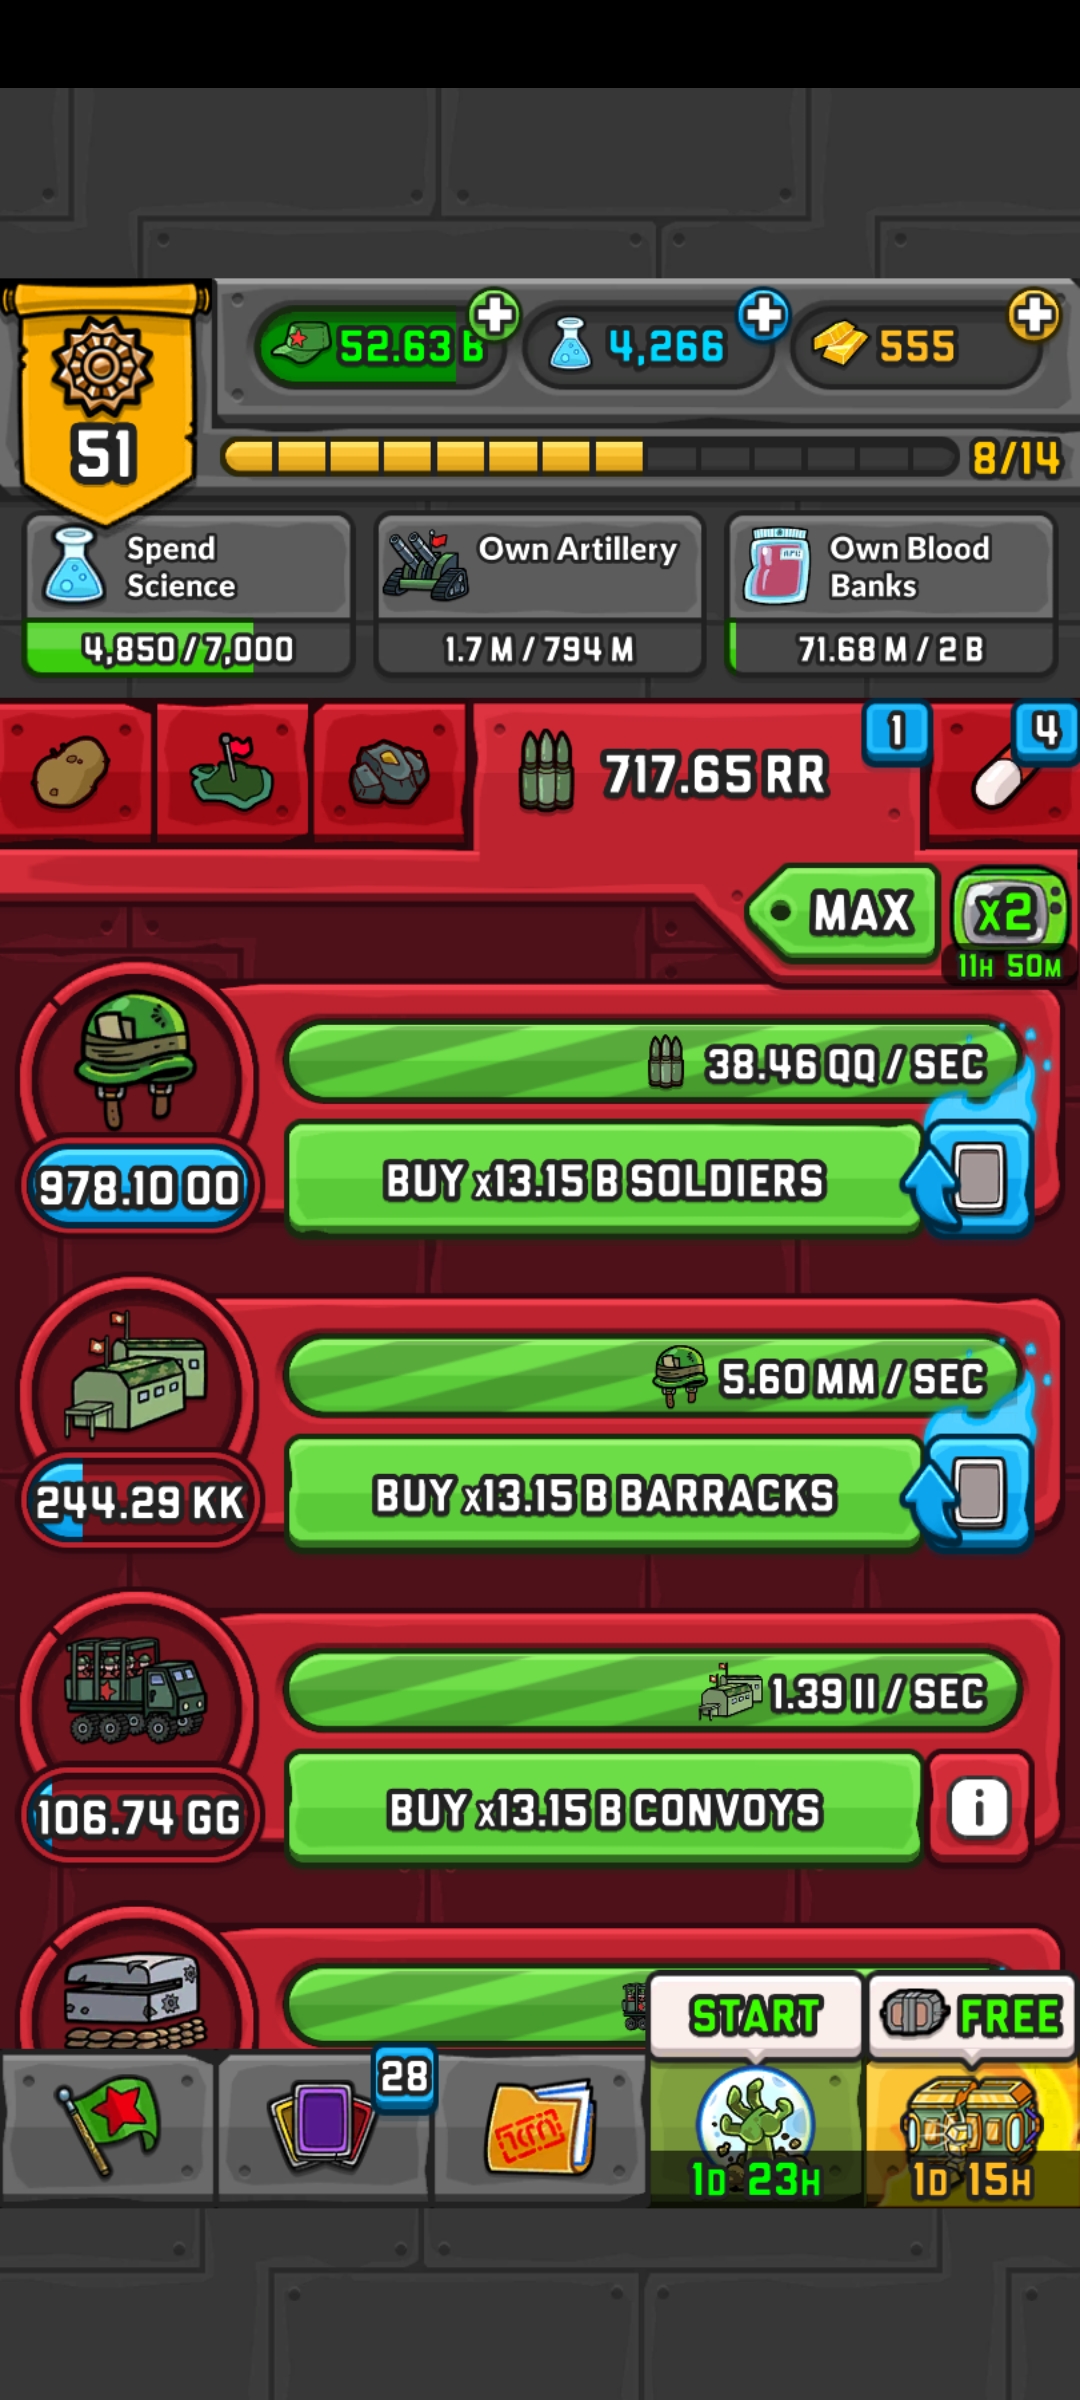 52.63 B
4,266
555
51
8/14
Spend
Science
4,850/7,000
Own Artillery
1.7 M / 794 M
Own Blood
Banks
71.68 M / 2 B
717.65 RR
1
4
MAX
x2
11H 50M
38.46 QQ / SEC
978.10 OO
BUY x13.15 B SOLDIERS
5.60 MM / SEC
244.29 KK
BUY x13.15 B BARRACKS
1.39 II / SEC
106.74 GG
BUY x13.15 B CONVOYS
i
START
FREE
28
1D 23H
1D 15H